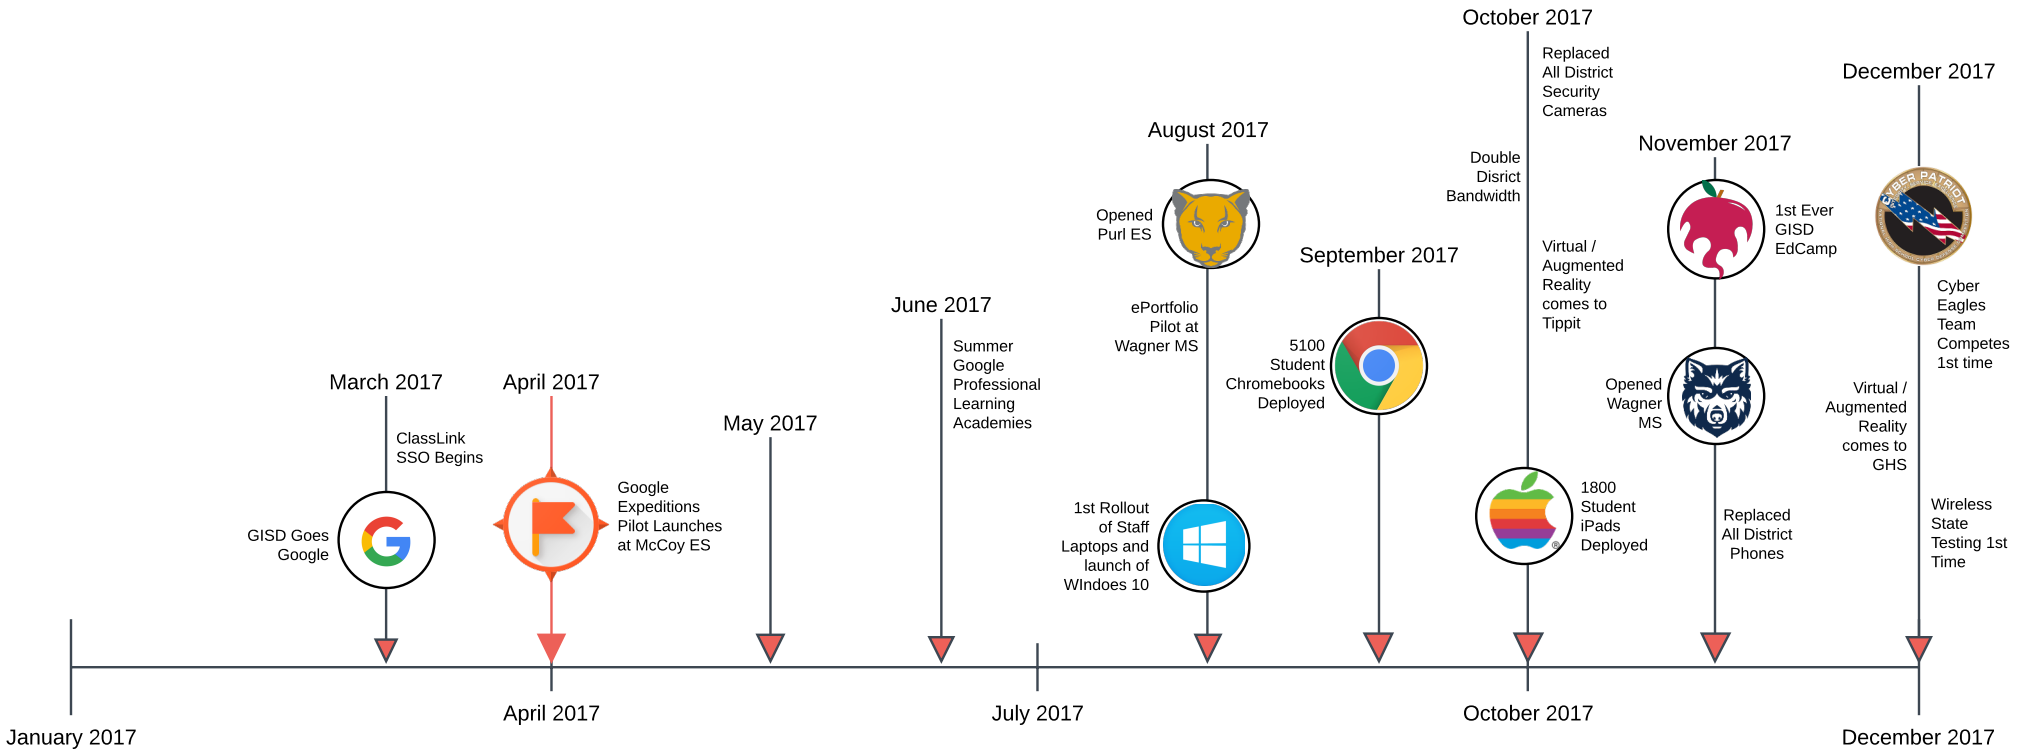 October 2017
Replaced
All District
Security
Cameras
December 2017
August 2017
November 2017
Double
Disrict
Bandwidth
CYBER PATRIOT
Opened
Purl ES
1st Ever
GISD
EdCamp
September 2017
Virtual /
Augmented
Reality
comes to
Tippit
Cyber
Eagles
Team
Competes
1st time
June 2017
ePortfolio
Pilot at
Wagner MS
Summer
Google
Professional
Learning
Academies
5100
Student
Chromebooks
Deployed
March 2017
April 2017
Opened
Wagner
MS
Virtual /
Augmented
Reality
comes to
GHS
May 2017
ClassLink
SSO Begins
Google
Expeditions
Pilot Launches
at McCoy ES
1800
Student
iPads
Deployed
®
GISD Goes
Google
1st Rollout
of Staff
Laptops and
launch of
WIndoes 10
Replaced
All District
Phones
Wireless
State
Testing 1st
Time
January 2017
April 2017
July 2017
October 2017
December 2017